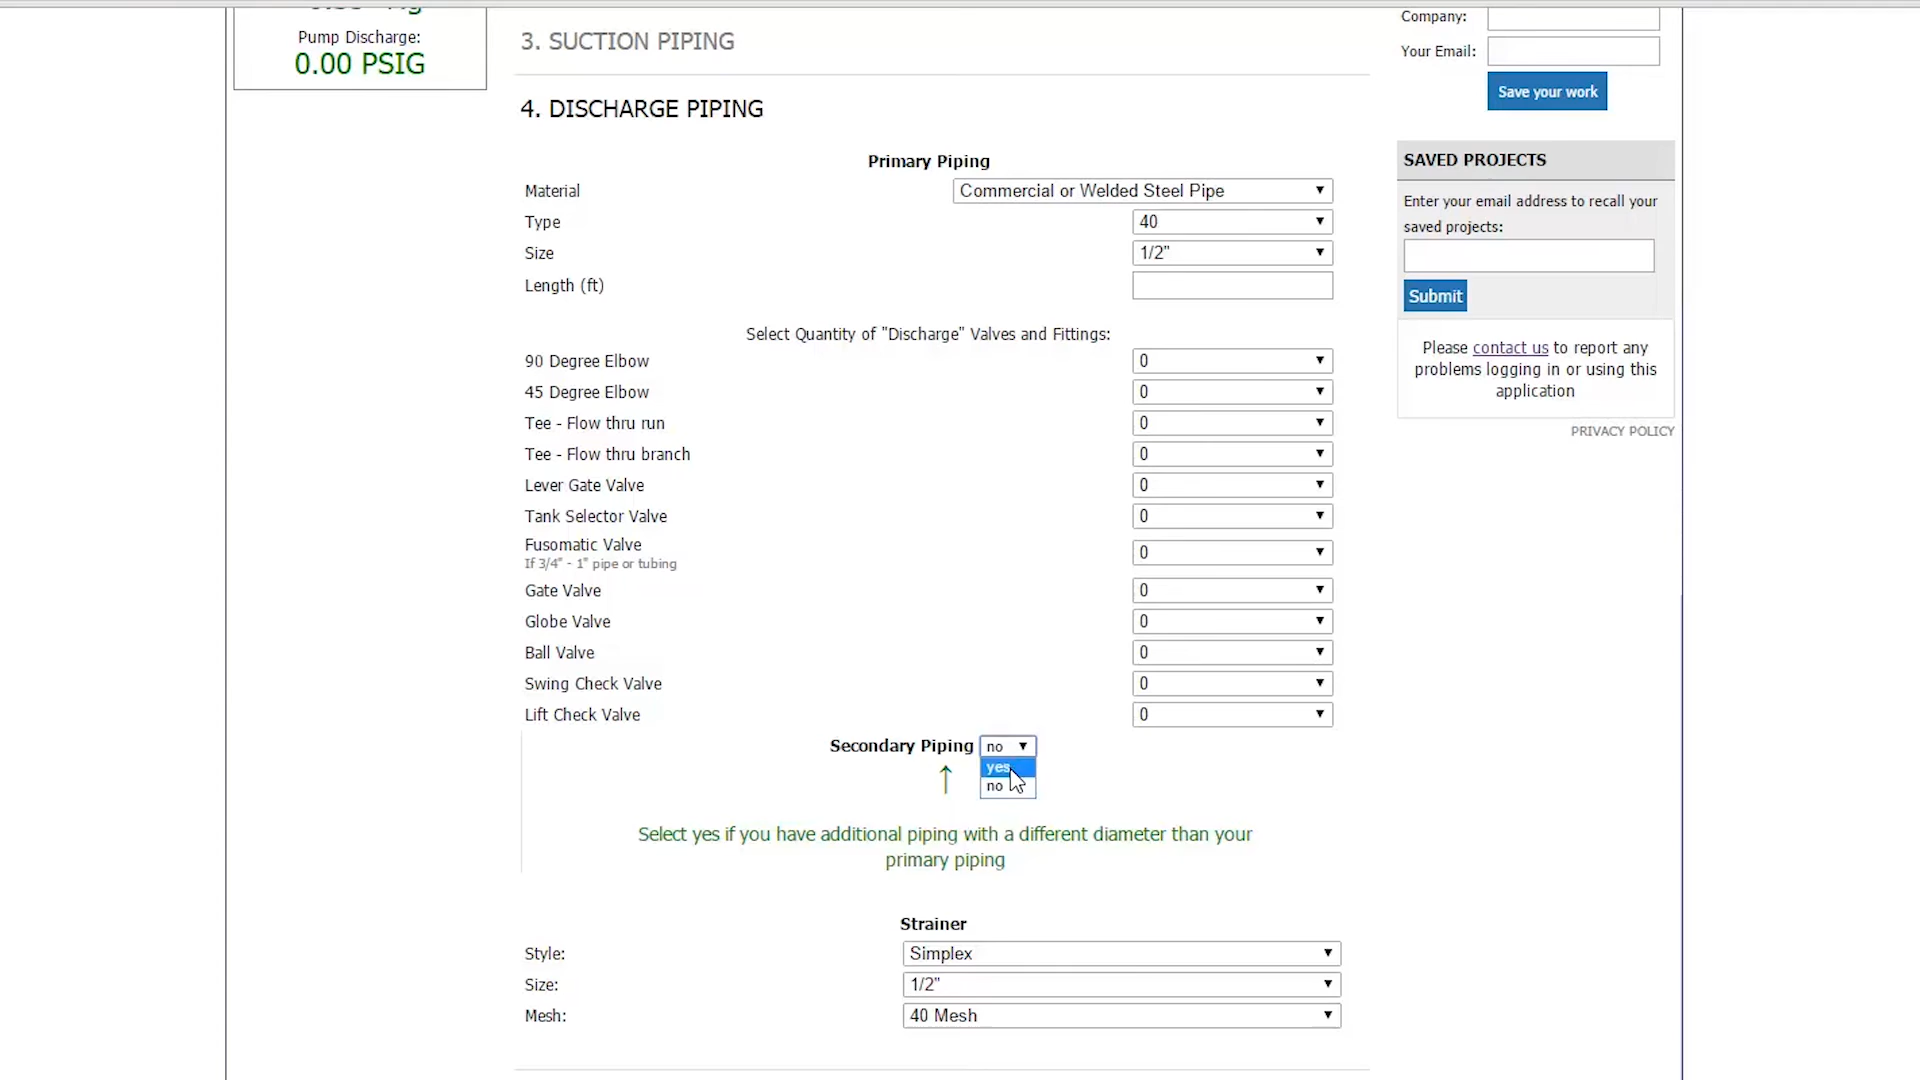 Pump Discharge:
0.00 PSIG
3. SUCTION PIPING
4. DISCHARGE PIPING
Primary Piping
Material Commercial or Welded Steel Pipe
Type 40
Size 1/2"
Length (ft)
Select Quantity of "Discharge" Valves and Fittings:
90 Degree Elbow 0
45 Degree Elbow 0
Tee - Flow thru run 0
Tee - Flow thru branch 0
Lever Gate Valve 0
Tank Selector Valve 0
Fusomatic Valve 0
If 3/4" - 1" pipe or tubing
Gate Valve 0
Globe Valve 0
Ball Valve 0
Swing Check Valve 0
Lift Check Valve 0
Secondary Piping no
yes
no
Select yes if you have additional piping with a different diameter than your
primary piping
Strainer
Style: Simplex
Size: 1/2"
Mesh: 40 Mesh
Company:
Your Email:
Save your work
SAVED PROJECTS
Enter your email address to recall your
saved projects:
Submit
Please contact us to report any
problems logging in or using this
application
PRIVACY POLICY